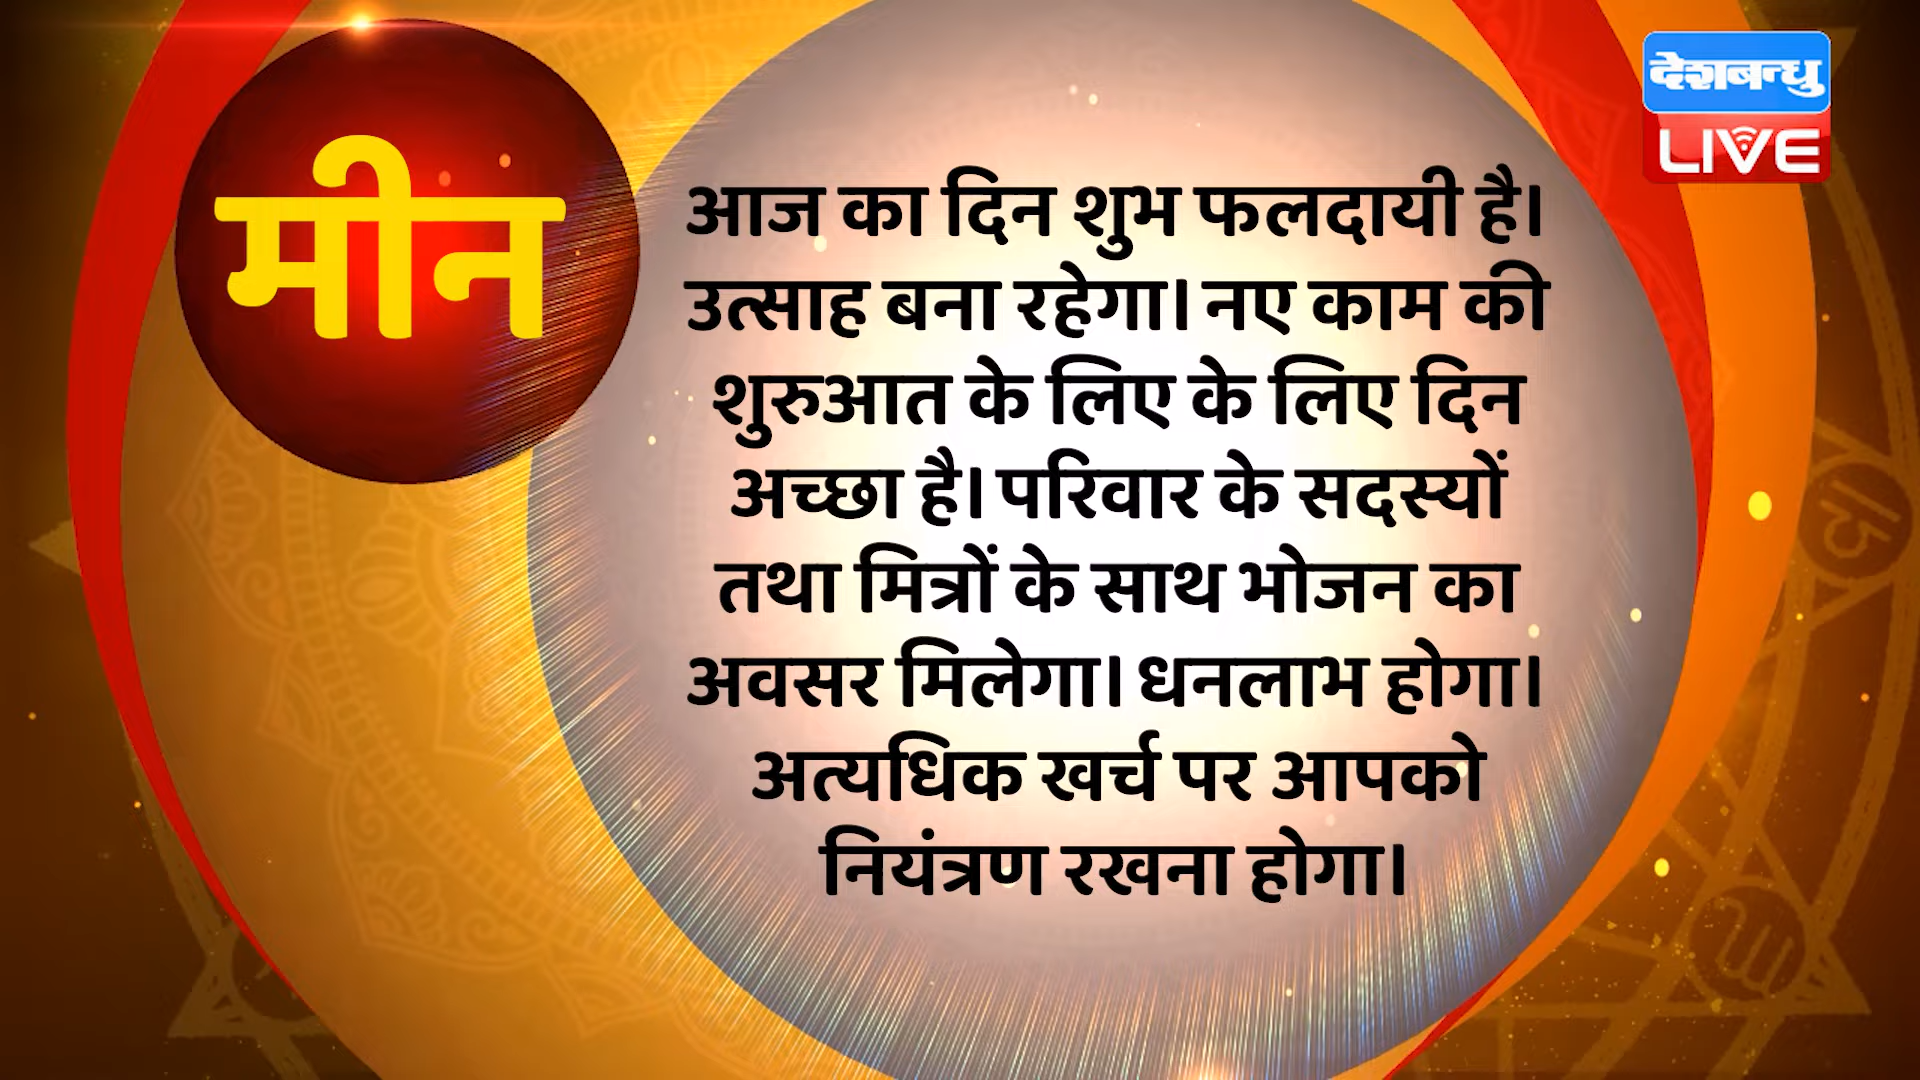 मीन
देशबन्धु
LIVE
आज का दिन शुभ फलदायी है।
उत्साह बना रहेगा। नए काम की
शुरुआत के लिए के लिए दिन
अच्छा है। परिवार के सदस्यों
तथा मित्रों के साथ भोजन का
अवसर मिलेगा। धनलाभ होगा।
अत्यधिक खर्च पर आपको
नियंत्रण रखना होगा।